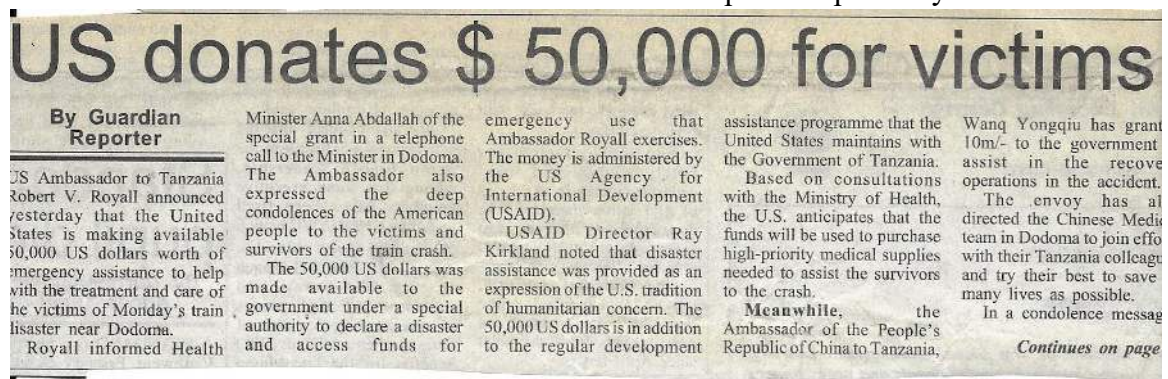 US donates $ 50,000 for victims
By Guardian
Reporter
US Ambassador to Tanzania
Robert V. Royall announced
yesterday that the United
States is making available
50,000 US dollars worth of
emergency assistance to help
with the treatment and care of
the victims of Monday's train
disaster near Dodoma.
Royall informed Health
Minister Anna Abdallah of the
special grant in a telephone
call to the Minister in Dodoma.
The Ambassador also
expressed the deep
condolences of the American
people to the victims and
survivors of the train crash.
The 50,000 US dollars was
made available to the
government under a special
authority to declare a disaster
and access funds for
emergency use that
Ambassador Royall exercises.
The money is administered by
the US Agency for
International Development
(USAID).
USAID Director Ray
Kirkland noted that disaster
assistance was provided as an
expression of the U.S. tradition
of humanitarian concern. The
50,000 US dollars is in addition
to the regular development
assistance programme that the
United States maintains with
the Government of Tanzania.
Based on consultations
with the Ministry of Health,
the U.S. anticipates that the
funds will be used to purchase
high-priority medical supplies
needed to assist the survivors
to the crash.
Meanwhile, the
Ambassador of the People's
Republic of China to Tanzania,
Wanq Yongqiu has grant
10m/- to the government
assist in the recove
operations in the accident.
The envoy has al
directed the Chinese Medic
team in Dodoma to join effo
with their Tanzania colleagu
and try their best to save
many lives as possible.
In a condolence messag
Continues on page